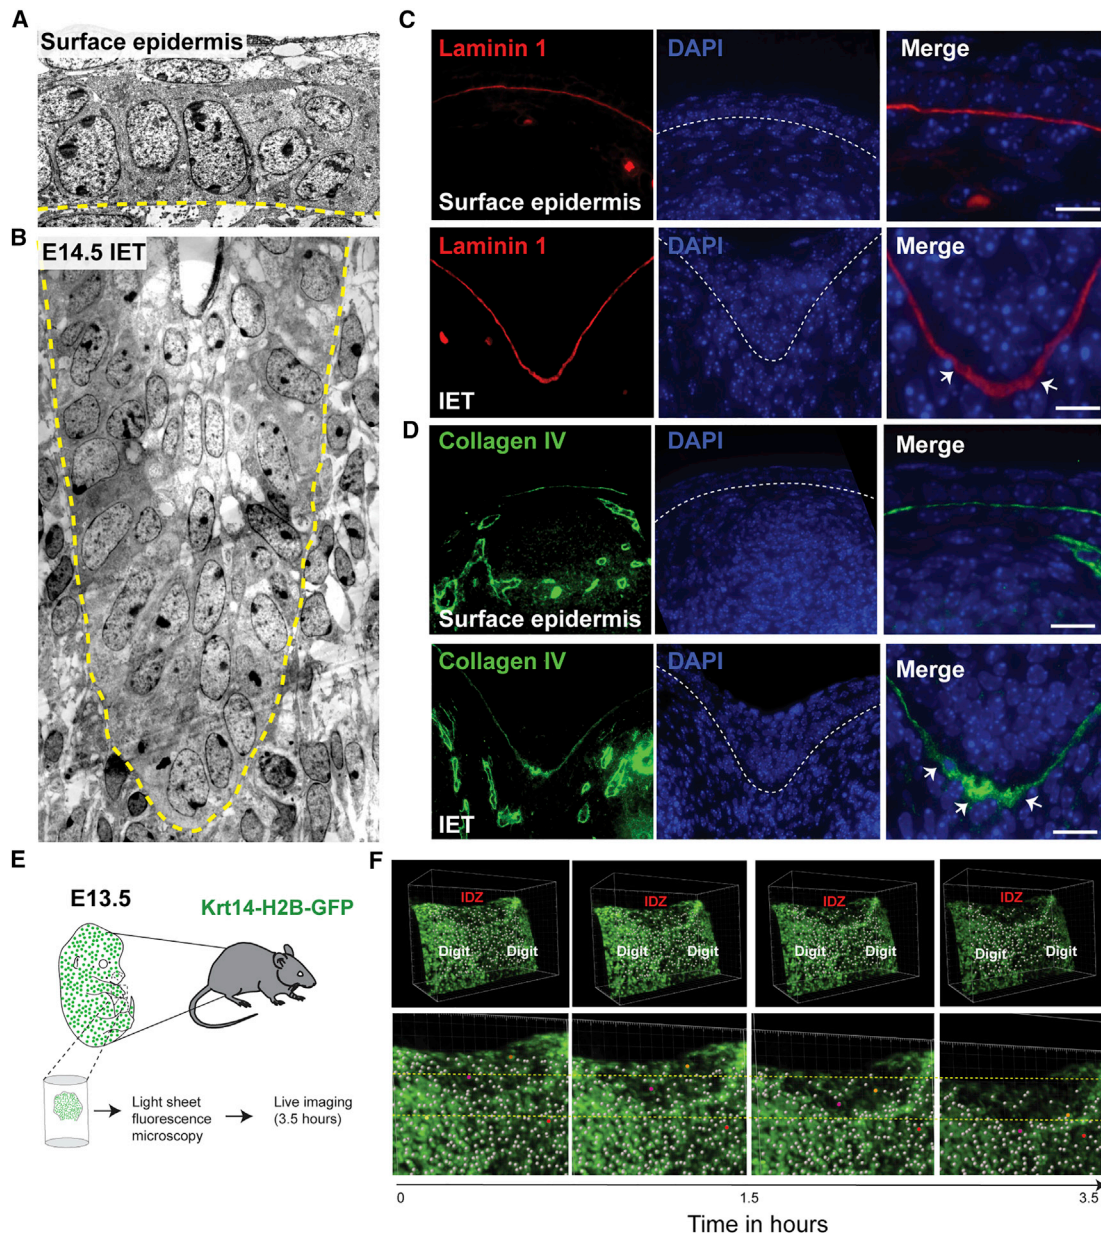 A
Surface epidermis
B
E14.5 IET
C
Laminin 1
DAPI
Merge
Surface epidermis
Laminin 1
DAPI
Merge
IET
D
Collagen IV
DAPI
Merge
Surface epidermis
Collagen IV
DAPI
Merge
IET
E
E13.5
Krt14-H2B-GFP
Light sheet
fluorescence
microscopy
Live imaging
(3.5 hours)
F
IDZ
Digit
Digit
IDZ
Digit
Digit
IDZ
Digit
Digit
IDZ
Digit
Digit
0
1.5
3.5
Time in hours